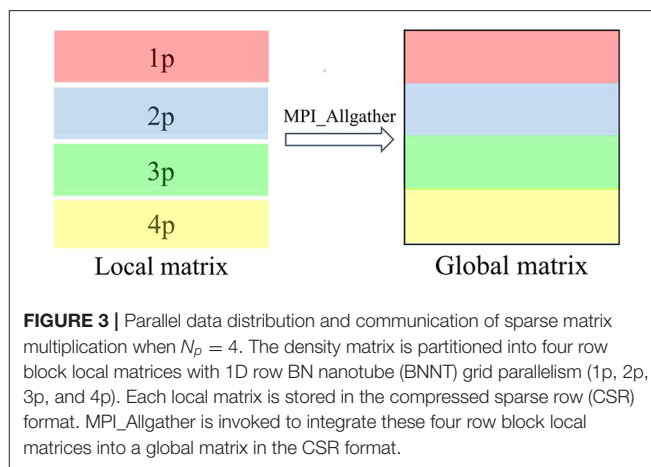 1p
2p
3p
4p
MPI_Allgather
Local matrix
Global matrix
FIGURE 3 | Parallel data distribution and communication of sparse matrix
multiplication when Nₚ = 4. The density matrix is partitioned into four row
block local matrices with 1D row BN nanotube (BNNT) grid parallelism (1p, 2p,
3p, and 4p). Each local matrix is stored in the compressed sparse row (CSR)
format. MPI_Allgather is invoked to integrate these four row block local
matrices into a global matrix in the CSR format.